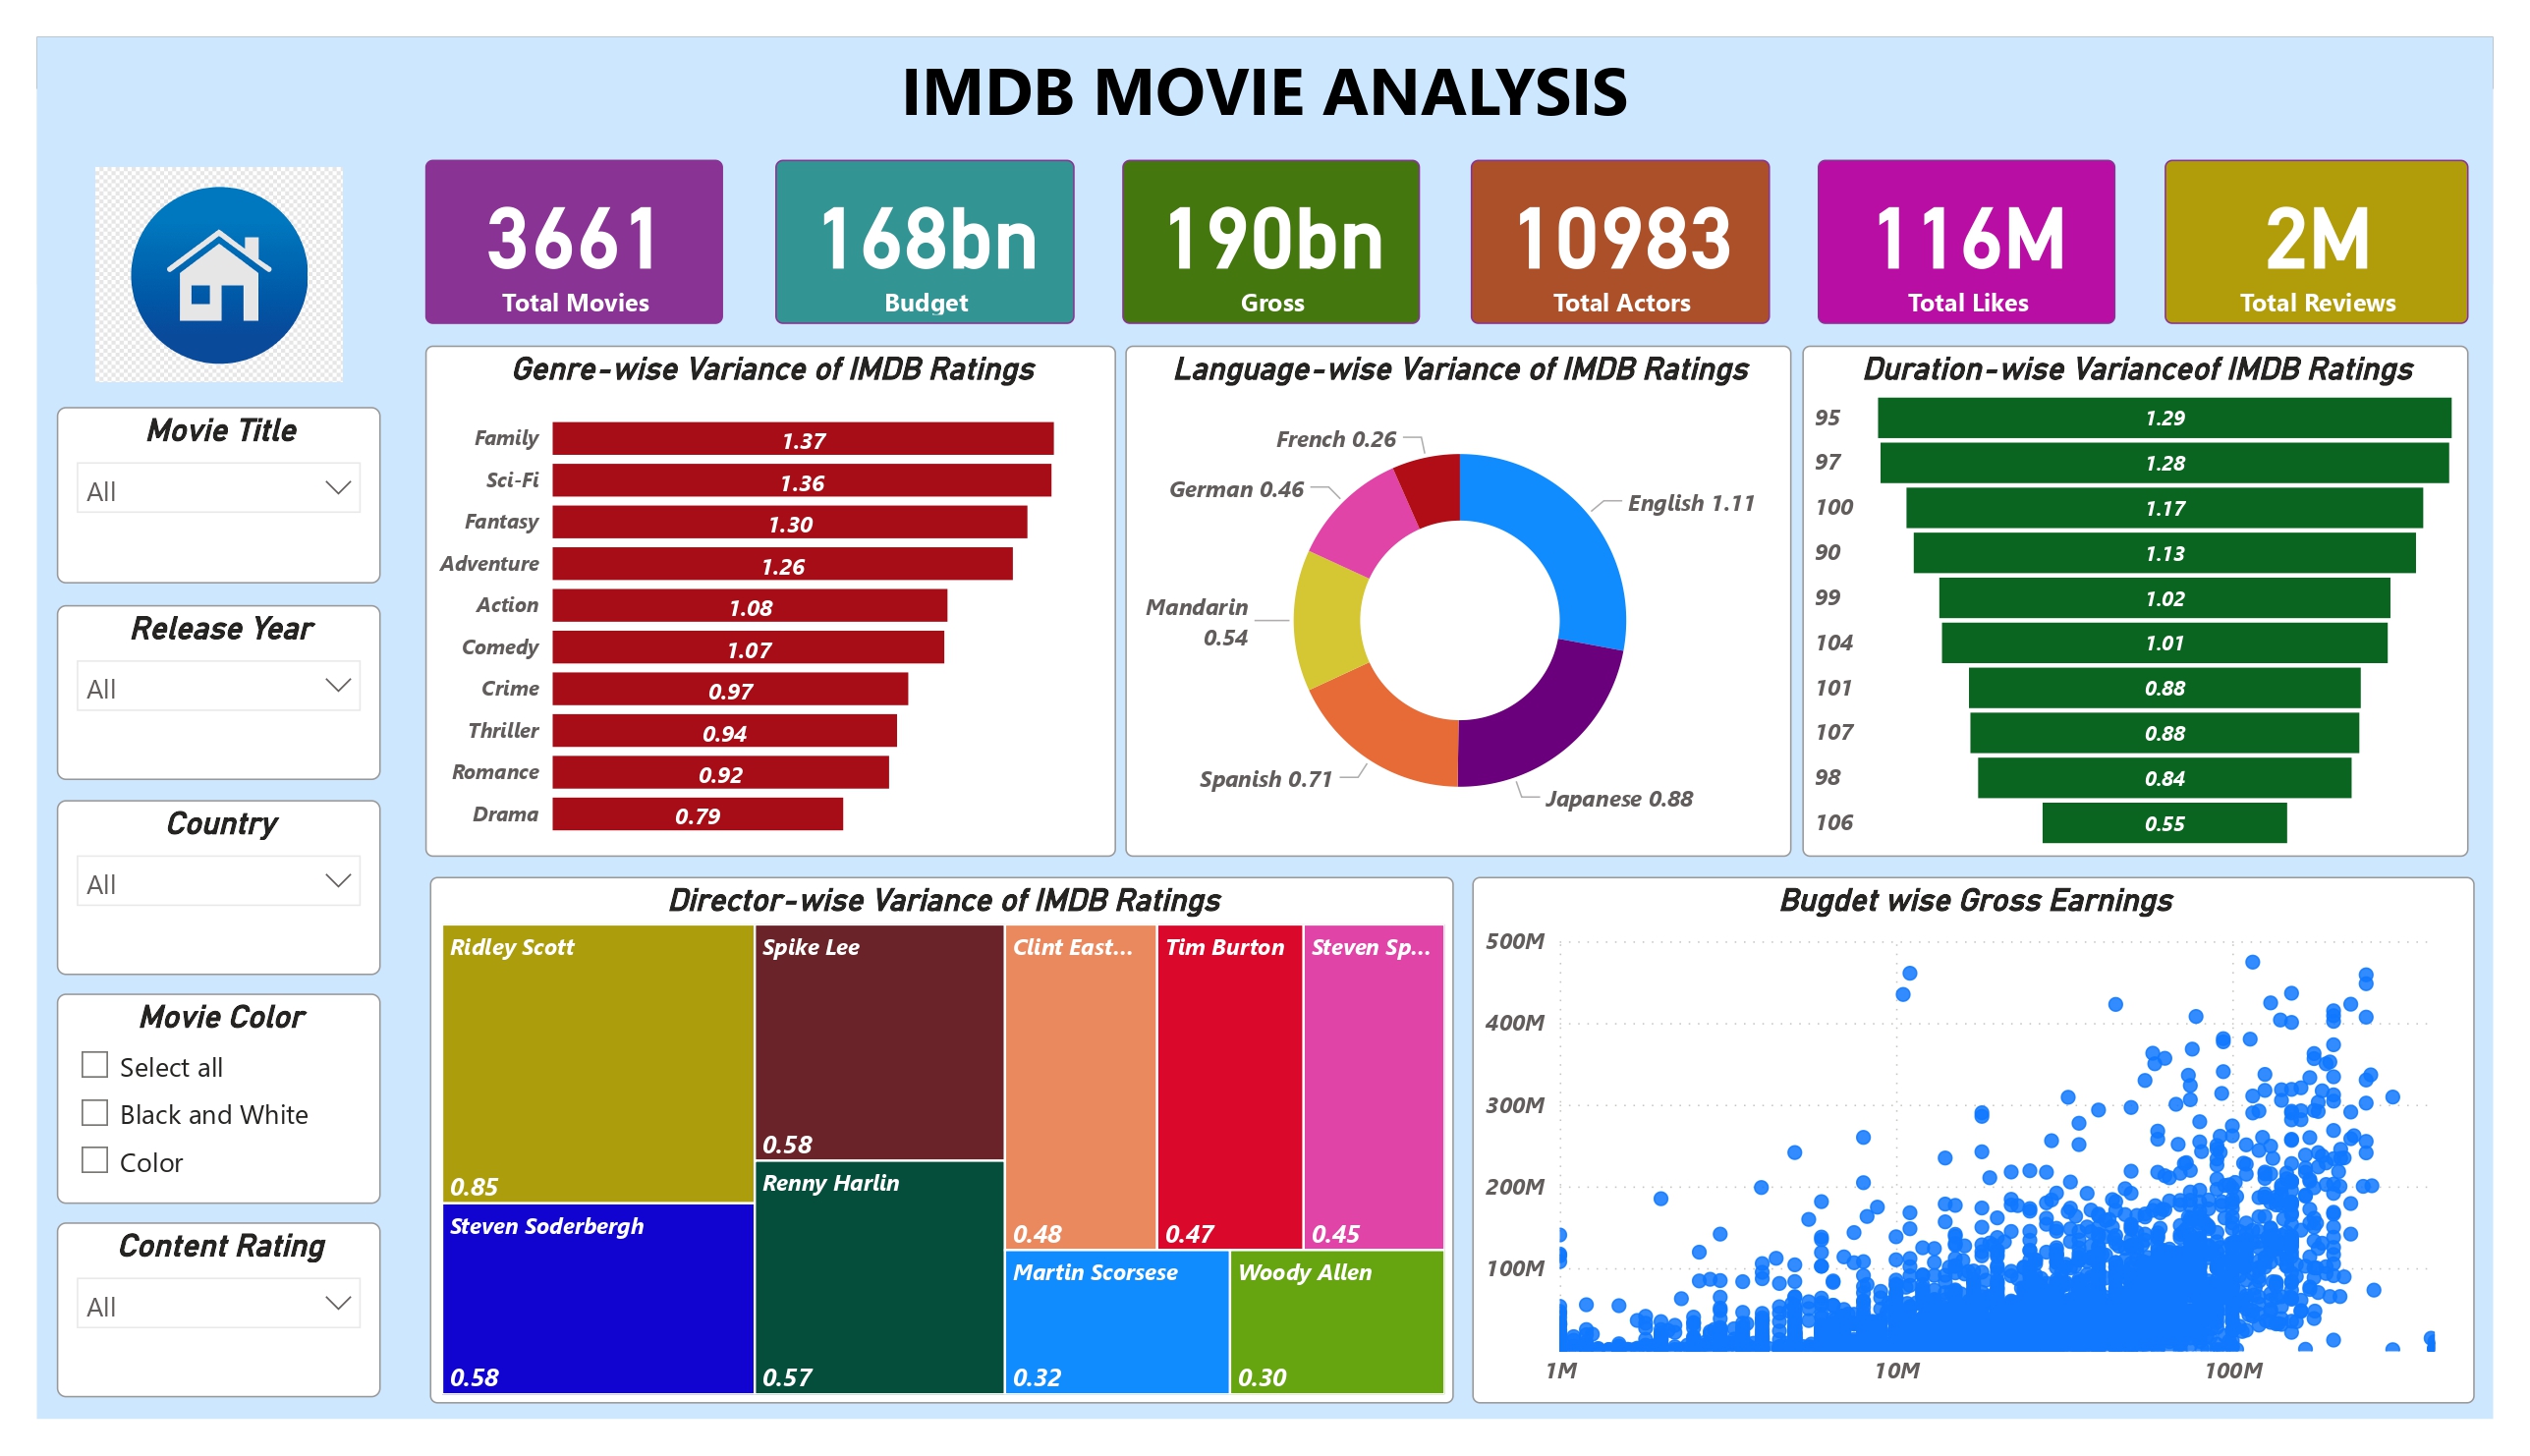 IMDB MOVIE ANALYSIS
3661
Total Movies
168bn
Budget
190bn
Gross
10983
Total Actors
116M
Total Likes
2M
Total Reviews
Movie Title
All
Release Year
All
Country
All
Movie Color
Select all
Black and White
Color
Content Rating
All
Genre-wise Variance of IMDB Ratings
Family 1.37
Sci-Fi 1.36
Fantasy 1.30
Adventure 1.26
Action 1.08
Comedy 1.07
Crime 0.97
Thriller 0.94
Romance 0.92
Drama 0.79
Language-wise Variance of IMDB Ratings
French 0.26
German 0.46
English 1.11
Mandarin
0.54
Spanish 0.71
Japanese 0.88
Duration-wise Varianceof IMDB Ratings
95 1.29
97 1.28
100 1.17
90 1.13
99 1.02
104 1.01
101 0.88
107 0.88
98 0.84
106 0.55
Director-wise Variance of IMDB Ratings
Ridley Scott
0.85
Steven Soderbergh
0.58
Spike Lee
0.58
Renny Harlin
0.57
Clint East...
0.48
Tim Burton
0.47
Steven Sp...
0.45
Martin Scorsese
0.32
Woody Allen
0.30
Bugdet wise Gross Earnings
500M
400M
300M
200M
100M
1M 10M 100M